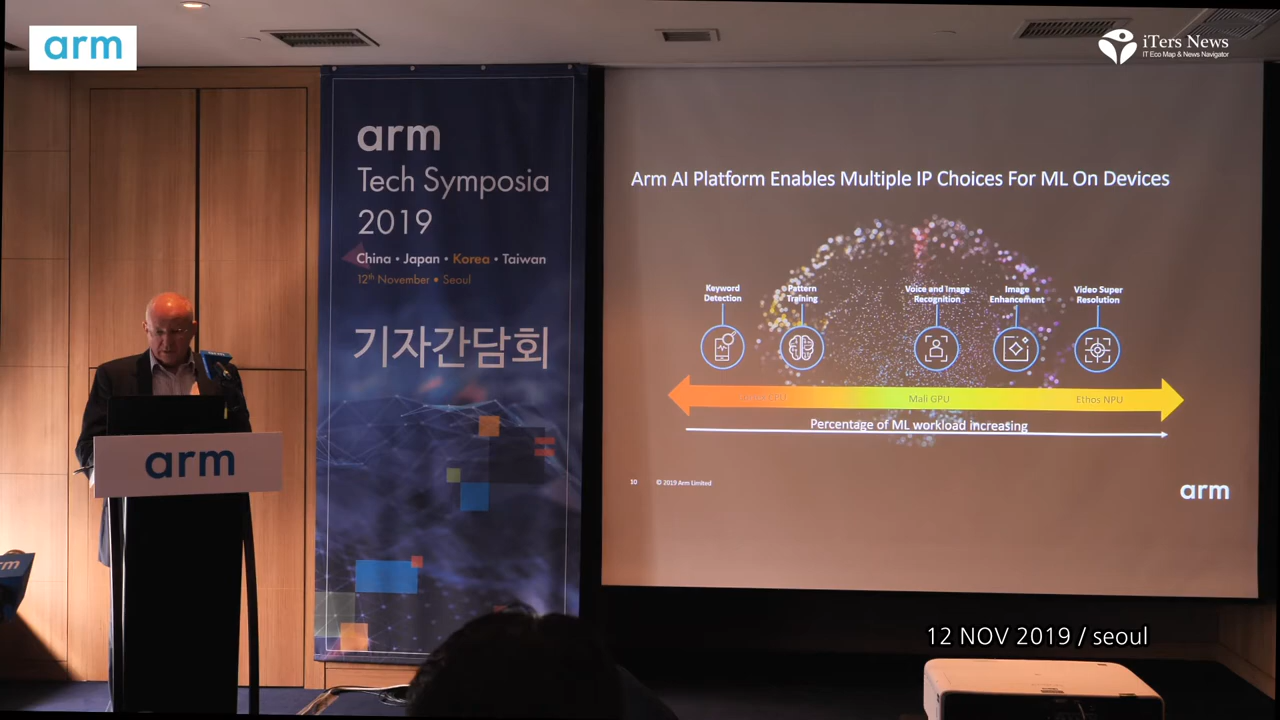 arm
iTers News
IT Eco Map & News Navigator
arm
Tech Symposia
2019
China • Japan • Korea • Taiwan
12th November • Seoul
기자간담회
arm
Arm AI Platform Enables Multiple IP Choices For ML On Devices
Keyword
Detection
Pattern
Training
Voice and Image
Recognition
Image
Enhancement
Video Super
Resolution
Mali GPU
Ethos NPU
Percentage of ML workload increasing
10
© 2019 Arm Limited
arm
12 NOV 2019 / seoul